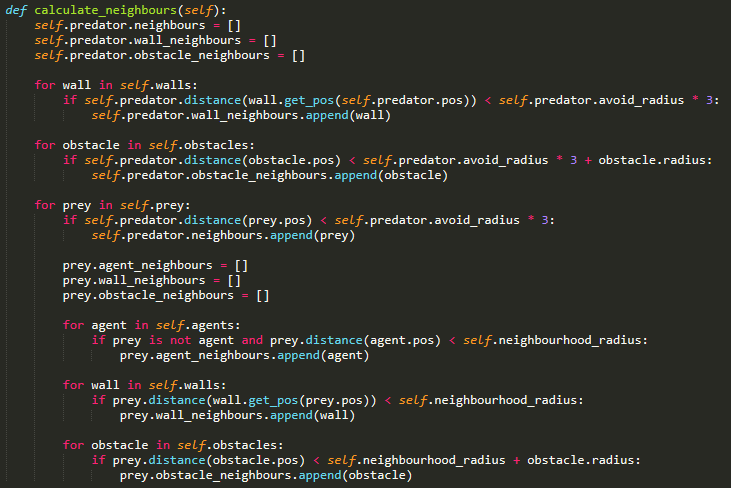 def calculate_neighbours(self):
    self.predator.neighbours = []
    self.predator.wall_neighbours = []
    self.predator.obstacle_neighbours = []

    for wall in self.walls:
        if self.predator.distance(wall.get_pos(self.predator.pos)) < self.predator.avoid_radius * 3:
            self.predator.wall_neighbours.append(wall)

    for obstacle in self.obstacles:
        if self.predator.distance(obstacle.pos) < self.predator.avoid_radius * 3 + obstacle.radius:
            self.predator.obstacle_neighbours.append(obstacle)

    for prey in self.prey:
        if self.predator.distance(prey.pos) < self.predator.avoid_radius * 3:
            self.predator.neighbours.append(prey)

        prey.agent_neighbours = []
        prey.wall_neighbours = []
        prey.obstacle_neighbours = []

        for agent in self.agents:
            if prey is not agent and prey.distance(agent.pos) < self.neighbourhood_radius:
                prey.agent_neighbours.append(agent)

        for wall in self.walls:
            if prey.distance(wall.get_pos(prey.pos)) < self.neighbourhood_radius:
                prey.wall_neighbours.append(wall)

        for obstacle in self.obstacles:
            if prey.distance(obstacle.pos) < self.neighbourhood_radius + obstacle.radius:
                prey.obstacle_neighbours.append(obstacle)